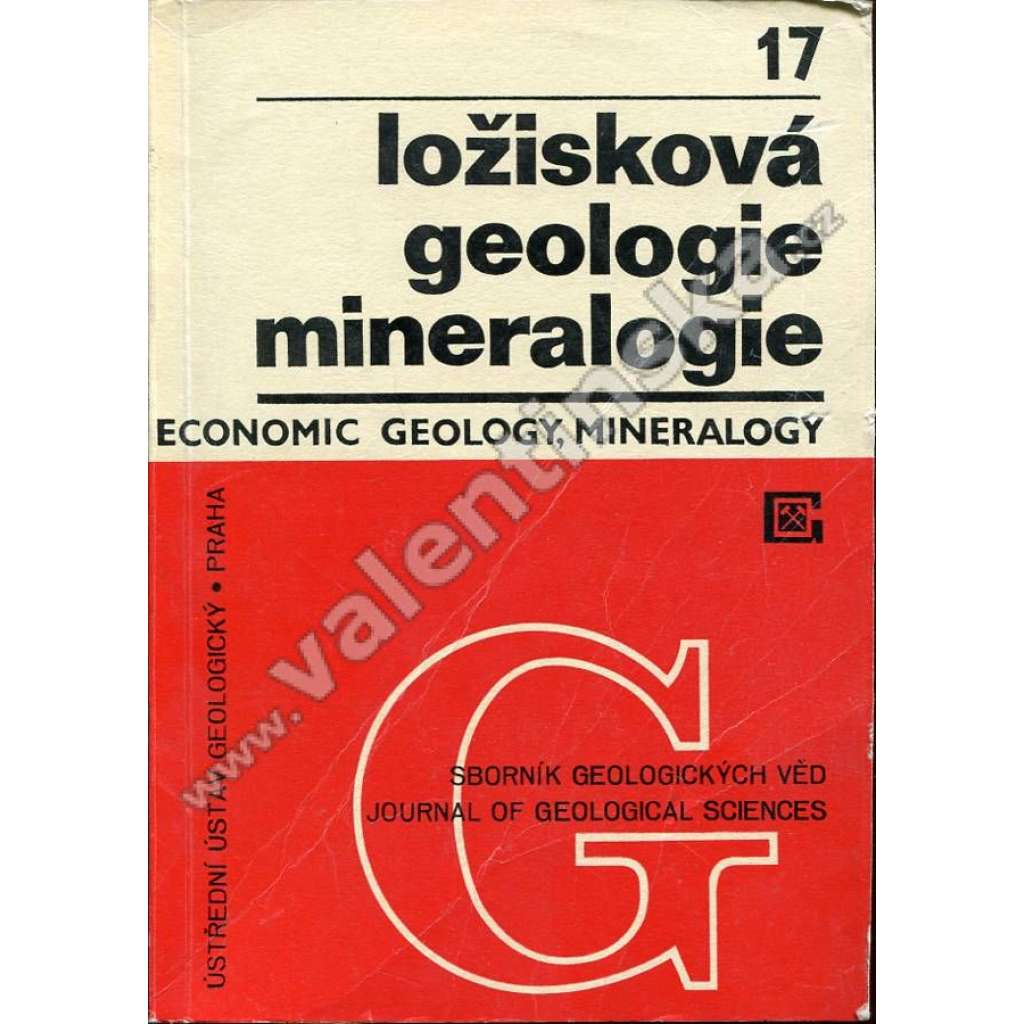 17
ložisková
geologie
mineralogie
ECONOMIC GEOLOGY, MINERALOGY
G
ÚSTŘEDNÍ ÚSTAV GEOLOGICKÝ • PRAHA
G
SBORNÍK GEOLOGICKÝCH VĚD
JOURNAL OF GEOLOGICAL SCIENCES
www.valentinska.cz